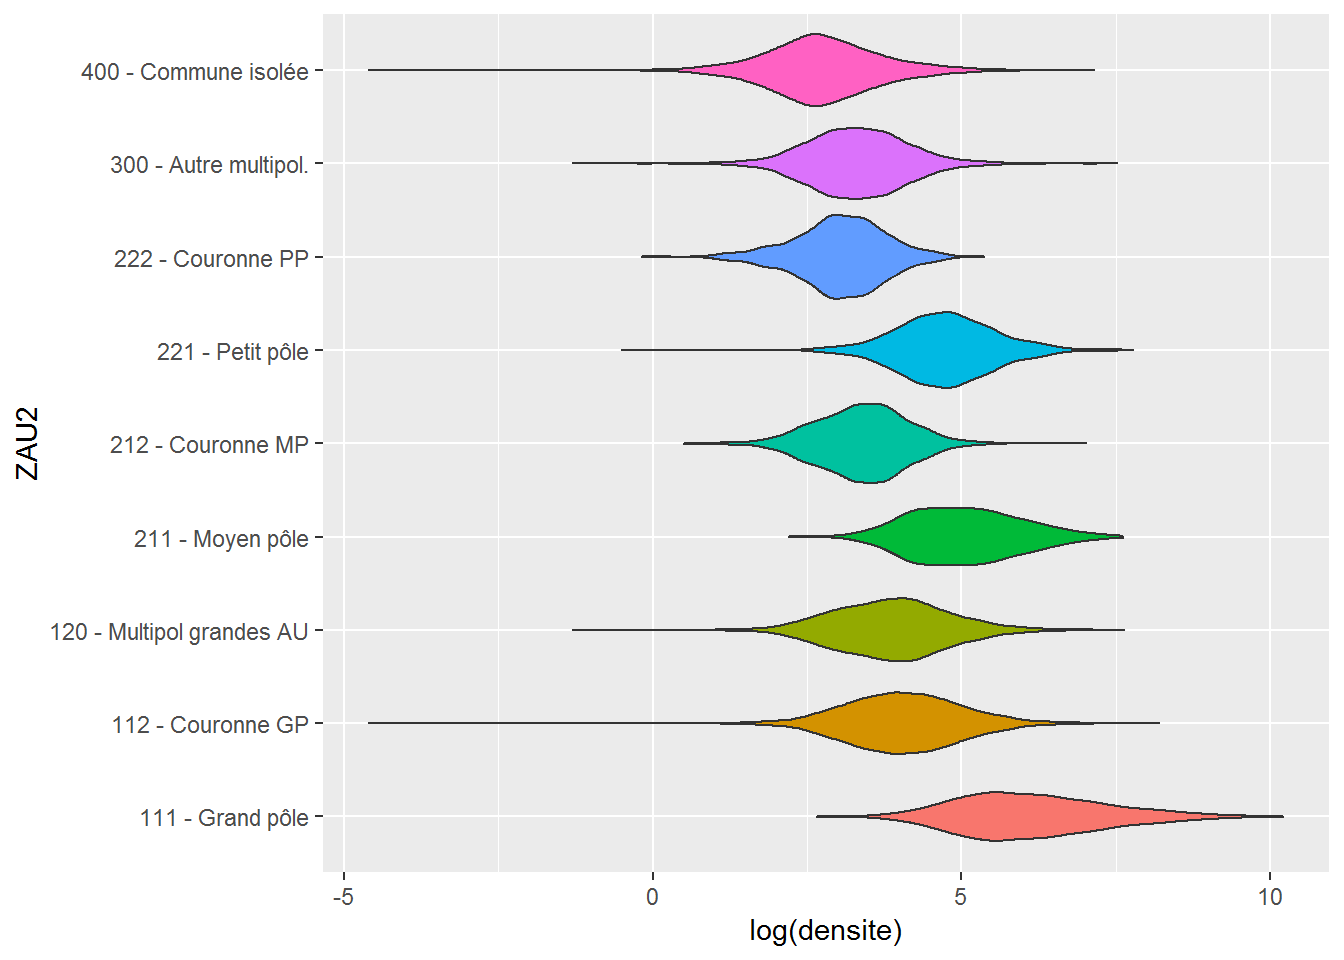 400 - Commune isolée
300 - Autre multipol.
222 - Couronne PP
221 - Petit pôle
212 - Couronne MP
211 - Moyen pôle
120 - Multipol grandes AU
112 - Couronne GP
111 - Grand pôle
ZAU2
-5 0 5 10
log(densite)